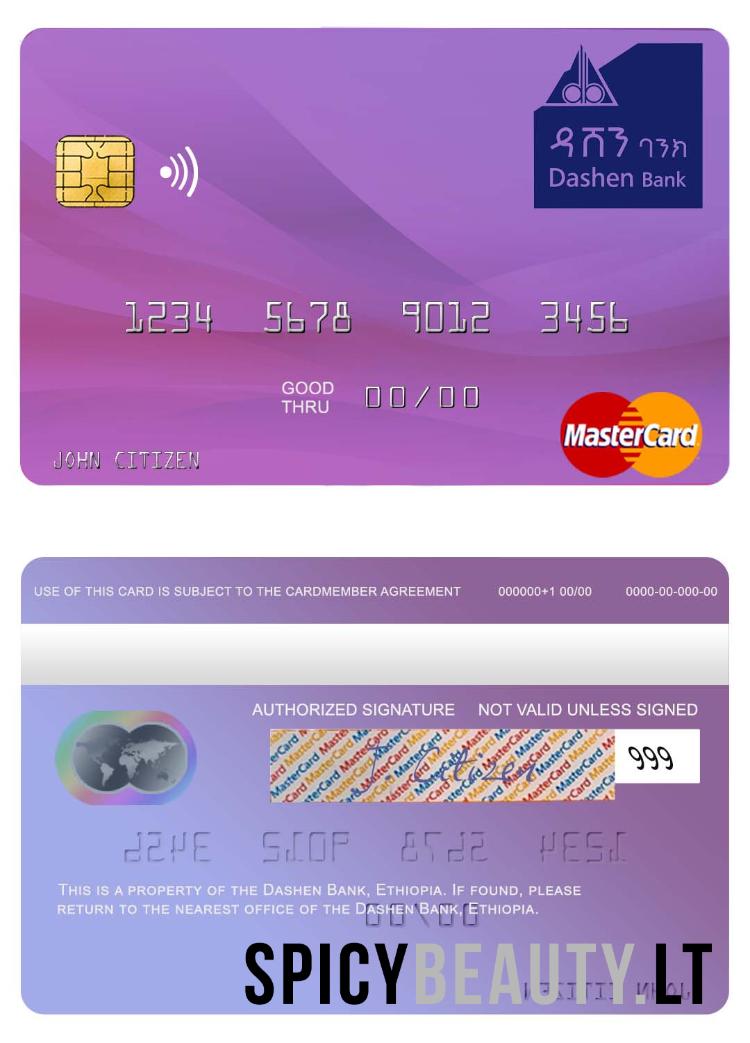 ዳሸን ባንክ
Dashen Bank
1234 5678 9012 3456
GOOD THRU 00/00
JOHN CITIZEN
MasterCard
USE OF THIS CARD IS SUBJECT TO THE CARDMEMBER AGREEMENT 000000+1 00/00 0000-00-000-00
AUTHORIZED SIGNATURE NOT VALID UNLESS SIGNED
J. Citizen 999
THIS IS A PROPERTY OF THE DASHEN BANK, ETHIOPIA. IF FOUND, PLEASE
RETURN TO THE NEAREST OFFICE OF THE DASHEN BANK, ETHIOPIA.
SPICYBEAUTY.LT